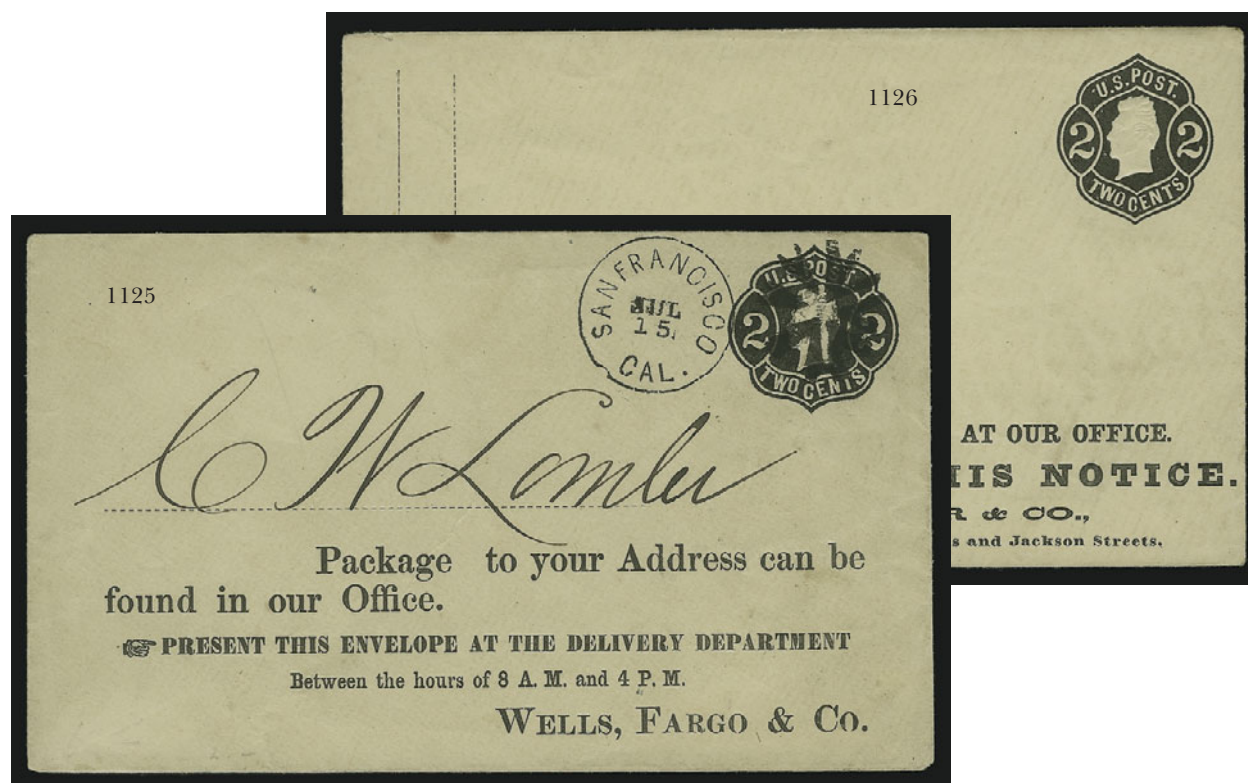 1126
U.S. POST.
2 2
TWO CENTS
AT OUR OFFICE.
HIS NOTICE.
R & CO.,
s and Jackson Streets.
1125
SAN FRANCISCO
JUL
15
CAL.
U.S. POST.
2 2
TWO CENTS
C W Lomler
Package to your Address can be
found in our Office.
☞ PRESENT THIS ENVELOPE AT THE DELIVERY DEPARTMENT
Between the hours of 8 A. M. and 4 P. M.
WELLS, FARGO & CO.